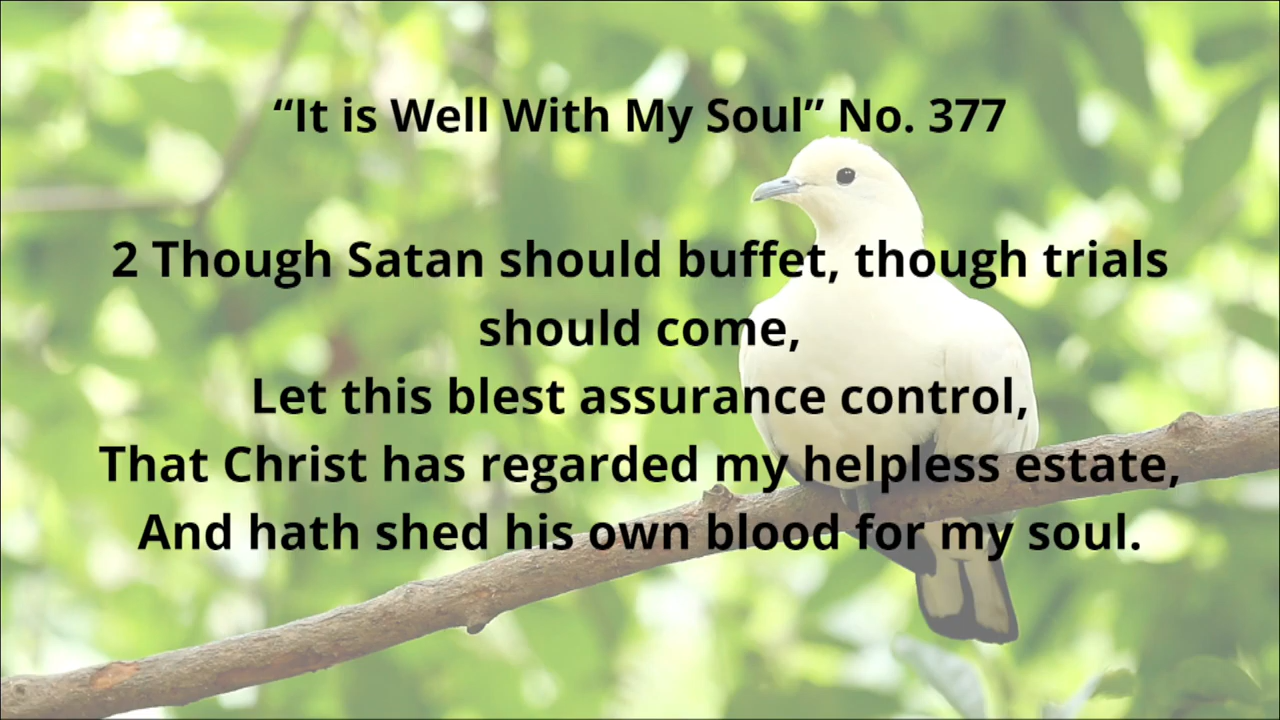 “It is Well With My Soul” No. 377
2 Though Satan should buffet, though trials
should come,
Let this blest assurance control,
That Christ has regarded my helpless estate,
And hath shed his own blood for my soul.